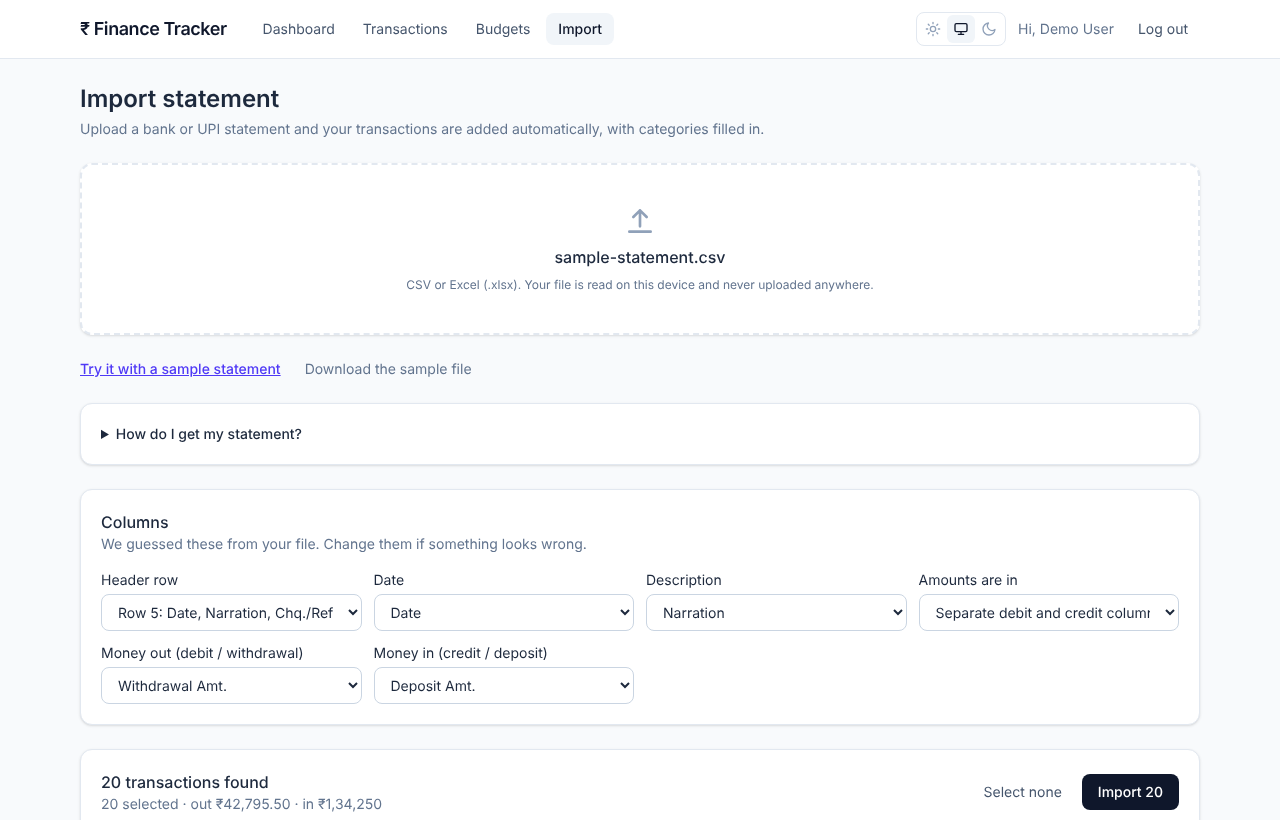 ₹ Finance Tracker Dashboard Transactions Budgets Import Hi, Demo User Log out
Import statement
Upload a bank or UPI statement and your transactions are added automatically, with categories filled in.
sample-statement.csv
CSV or Excel (.xlsx). Your file is read on this device and never uploaded anywhere.
Try it with a sample statement Download the sample file
How do I get my statement?
Columns
We guessed these from your file. Change them if something looks wrong.
Header row Date Description Amounts are in
Row 5: Date, Narration, Chq./Ref Date Narration Separate debit and credit column
Money out (debit / withdrawal) Money in (credit / deposit)
Withdrawal Amt. Deposit Amt.
20 transactions found
20 selected · out ₹42,795.50 · in ₹1,34,250
Select none Import 20